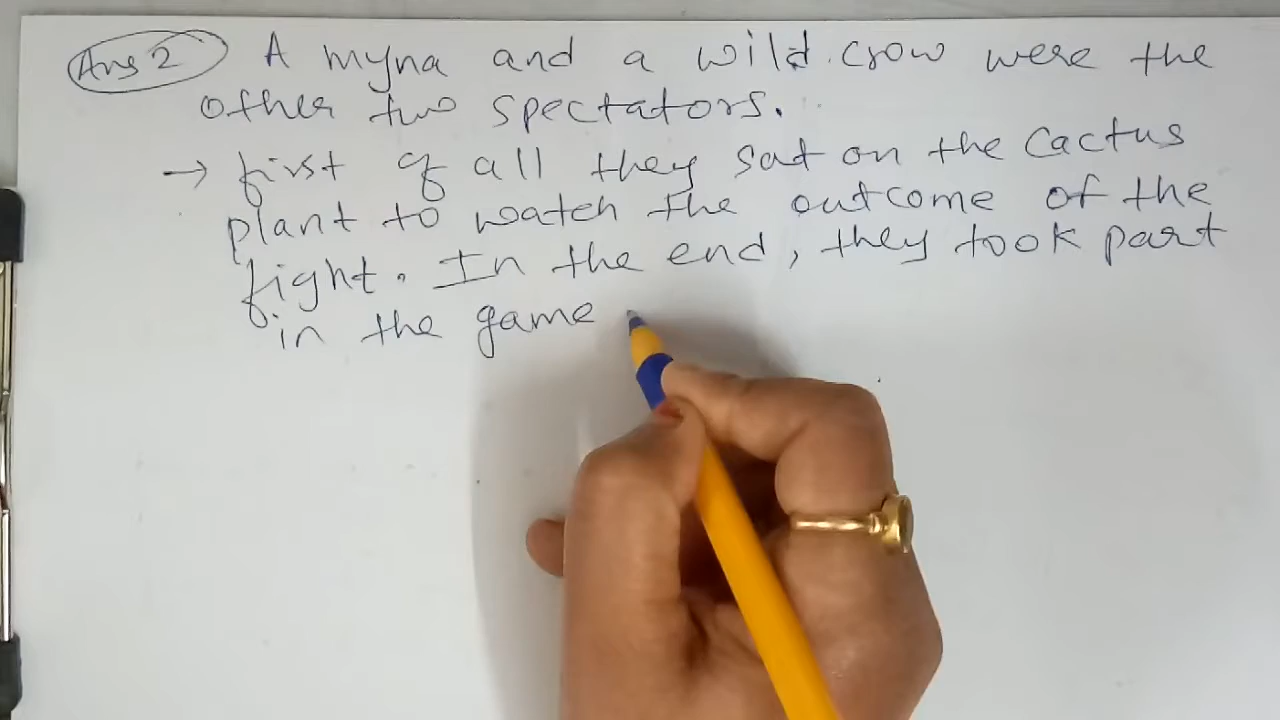 Ans 2 A myna and a wild crow were the
other two spectators.
→ first of all they sat on the Cactus
plant to watch the outcome of the
fight. In the end, they took part
in the game